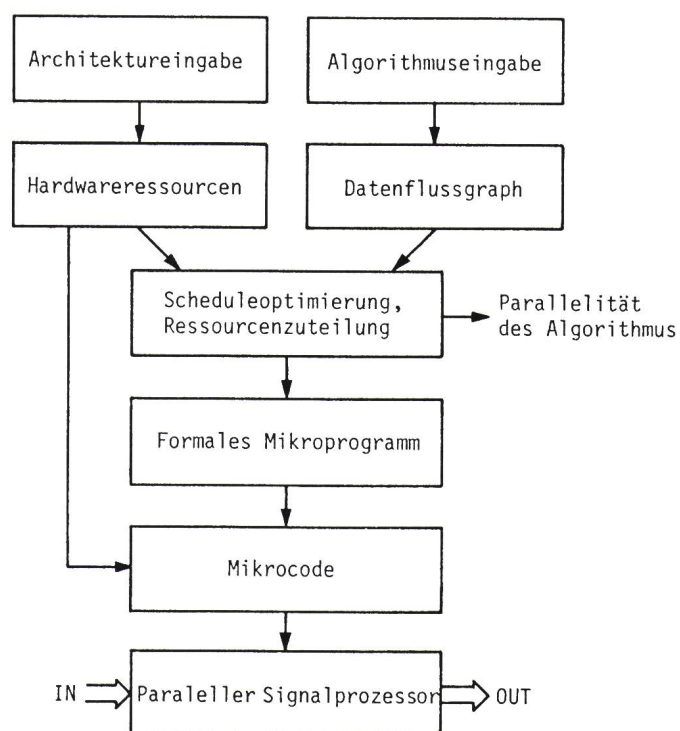 Architektureingabe
Algorithmuseingabe
Hardwareressourcen
Datenflussgraph
Scheduleoptimierung,
Ressourcenzuteilung
Parallelität
des Algorithmus
Formales Mikroprogramm
Mikrocode
IN
Paraleller Signalprozessor
OUT